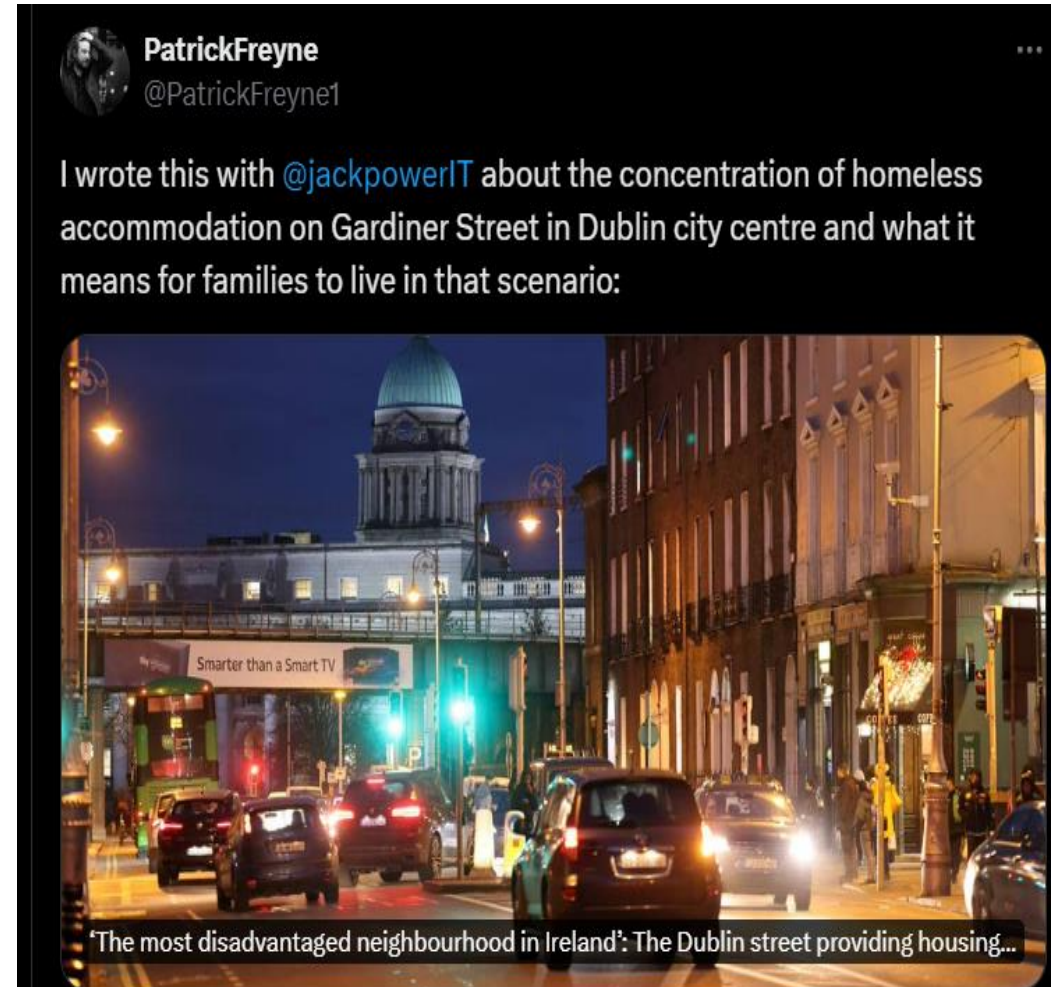 PatrickFreyne
@PatrickFreyne1
I wrote this with @jackpowerIT about the concentration of homeless
accommodation on Gardiner Street in Dublin city centre and what it
means for families to live in that scenario:
Smarter than a Smart TV
P
'The most disadvantaged neighbourhood in Ireland': The Dublin street providing housing...